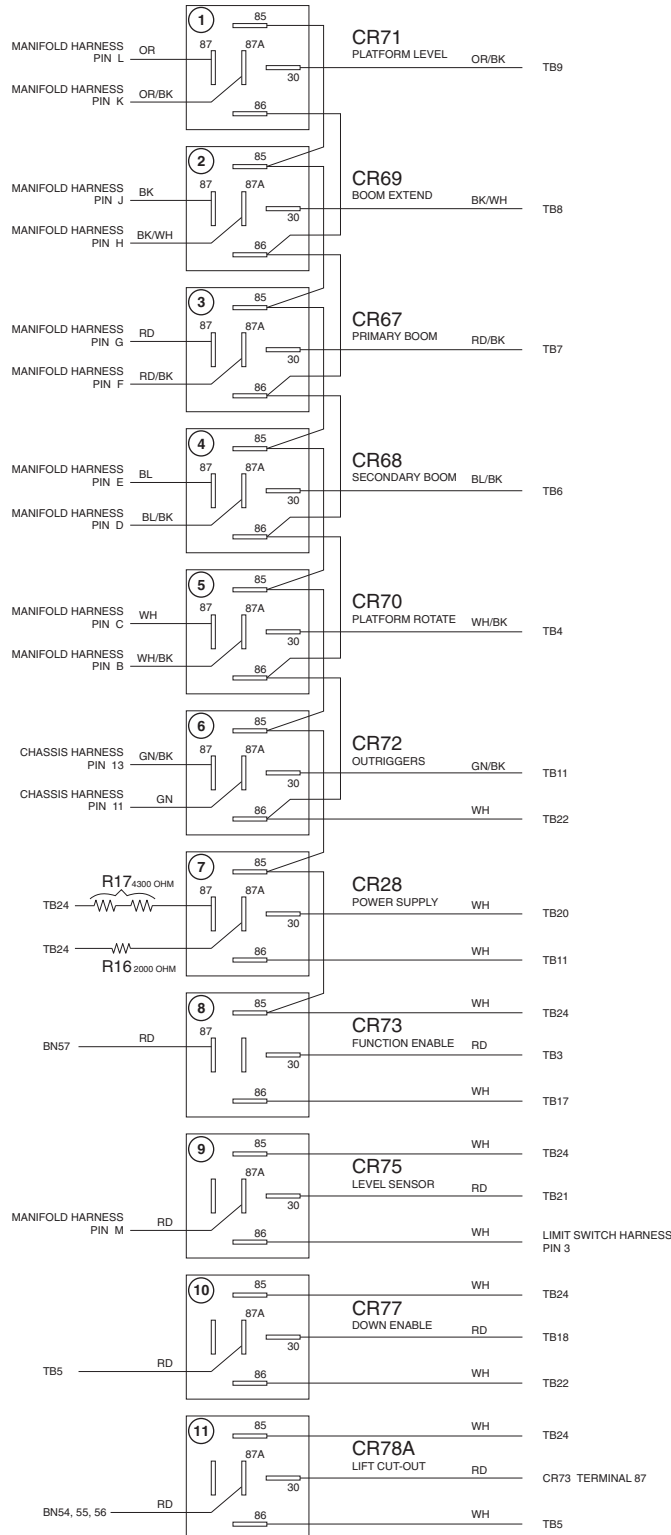 1
85
87
87A
30
86
MANIFOLD HARNESS
PIN L
OR
MANIFOLD HARNESS
PIN K
OR/BK
CR71
PLATFORM LEVEL
OR/BK
TB9
2
85
87
87A
30
86
MANIFOLD HARNESS
PIN J
BK
MANIFOLD HARNESS
PIN H
BK/WH
CR69
BOOM EXTEND
BK/WH
TB8
3
85
87
87A
30
86
MANIFOLD HARNESS
PIN G
RD
MANIFOLD HARNESS
PIN F
RD/BK
CR67
PRIMARY BOOM
RD/BK
TB7
4
85
87
87A
30
86
MANIFOLD HARNESS
PIN E
BL
MANIFOLD HARNESS
PIN D
BL/BK
CR68
SECONDARY BOOM
BL/BK
TB6
5
85
87
87A
30
86
MANIFOLD HARNESS
PIN C
WH
MANIFOLD HARNESS
PIN B
WH/BK
CR70
PLATFORM ROTATE
WH/BK
TB4
6
85
87
87A
30
86
CHASSIS HARNESS
PIN 13
GN/BK
CHASSIS HARNESS
PIN 11
GN
CR72
OUTRIGGERS
GN/BK
TB11
WH
TB22
7
85
87
87A
30
86
R17 4300 OHM
TB24
TB24
R16 2000 OHM
CR28
POWER SUPPLY
WH
TB20
WH
TB11
8
85
87
30
86
BN57
RD
WH
TB24
CR73
FUNCTION ENABLE
RD
TB3
WH
TB17
9
85
87A
30
86
MANIFOLD HARNESS
PIN M
RD
WH
TB24
CR75
LEVEL SENSOR
RD
TB21
WH
LIMIT SWITCH HARNESS
PIN 3
10
85
87A
30
86
TB5
RD
WH
TB24
CR77
DOWN ENABLE
RD
TB18
WH
TB22
11
85
87A
30
86
BN54, 55, 56
RD
WH
TB24
CR78A
LIFT CUT-OUT
RD
CR73 TERMINAL 87
WH
TB5